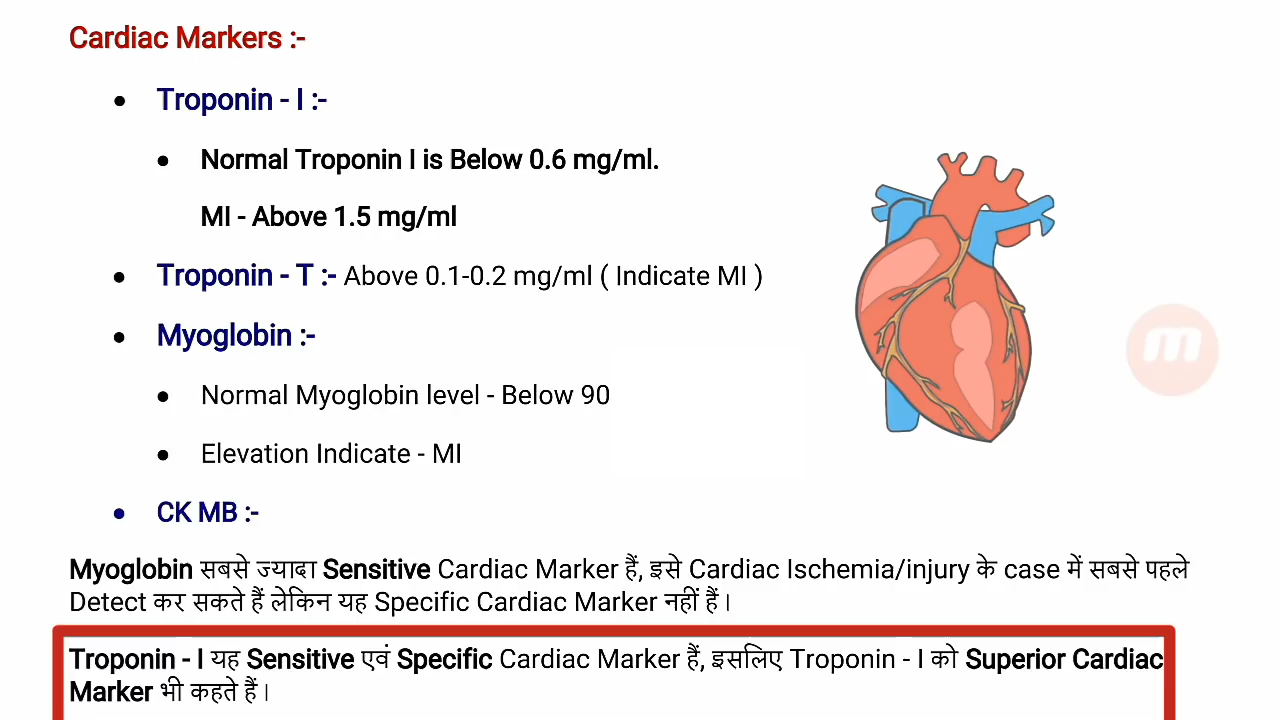 Cardiac Markers :-
• Troponin - I :-
• Normal Troponin I is Below 0.6 mg/ml.
MI - Above 1.5 mg/ml
• Troponin - T :- Above 0.1-0.2 mg/ml ( Indicate MI )
• Myoglobin :-
• Normal Myoglobin level - Below 90
• Elevation Indicate - MI
• CK MB :-
Myoglobin सबसे ज्यादा Sensitive Cardiac Marker हैं, इसे Cardiac Ischemia/injury के case में सबसे पहले
Detect कर सकते हैं लेकिन यह Specific Cardiac Marker नहीं हैं।
Troponin - I यह Sensitive एवं Specific Cardiac Marker हैं, इसलिए Troponin - I को Superior Cardiac
Marker भी कहते हैं।